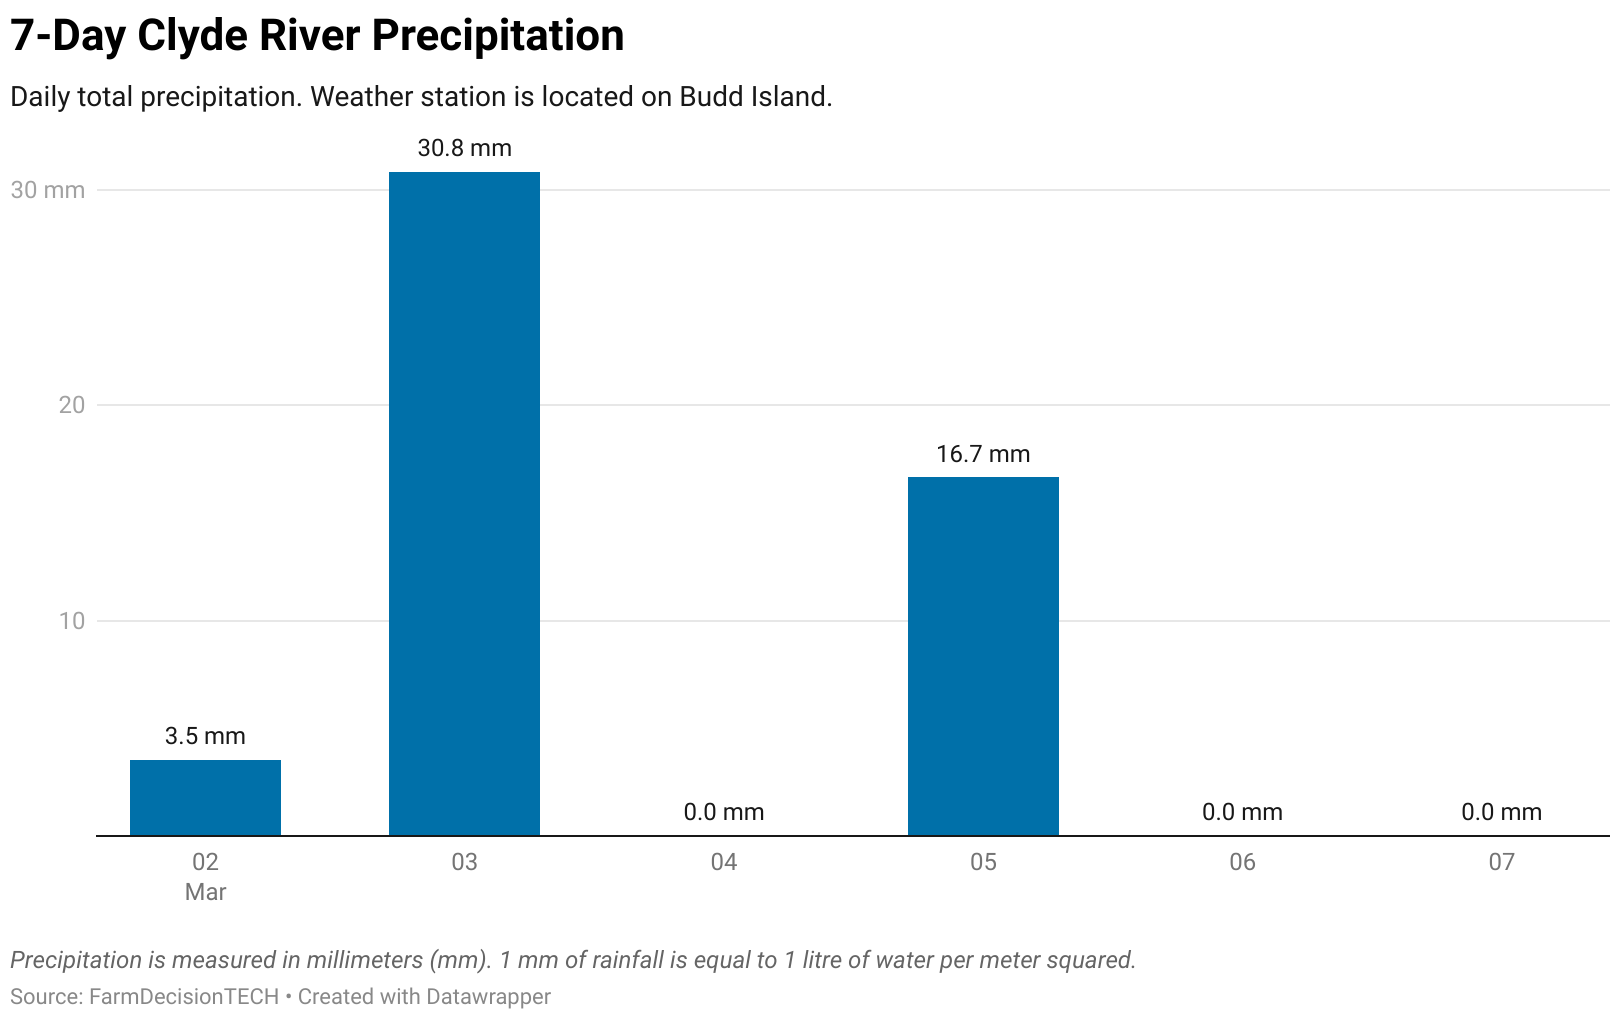 7-Day Clyde River Precipitation
Daily total precipitation. Weather station is located on Budd Island.
30.8 mm
30 mm
20
16.7 mm
10
3.5 mm
0.0 mm
0.0 mm
0.0 mm
02
03
04
05
06
07
Mar
Precipitation is measured in millimeters (mm). 1 mm of rainfall is equal to 1 litre of water per meter squared.
Source: FarmDecisionTECH • Created with Datawrapper